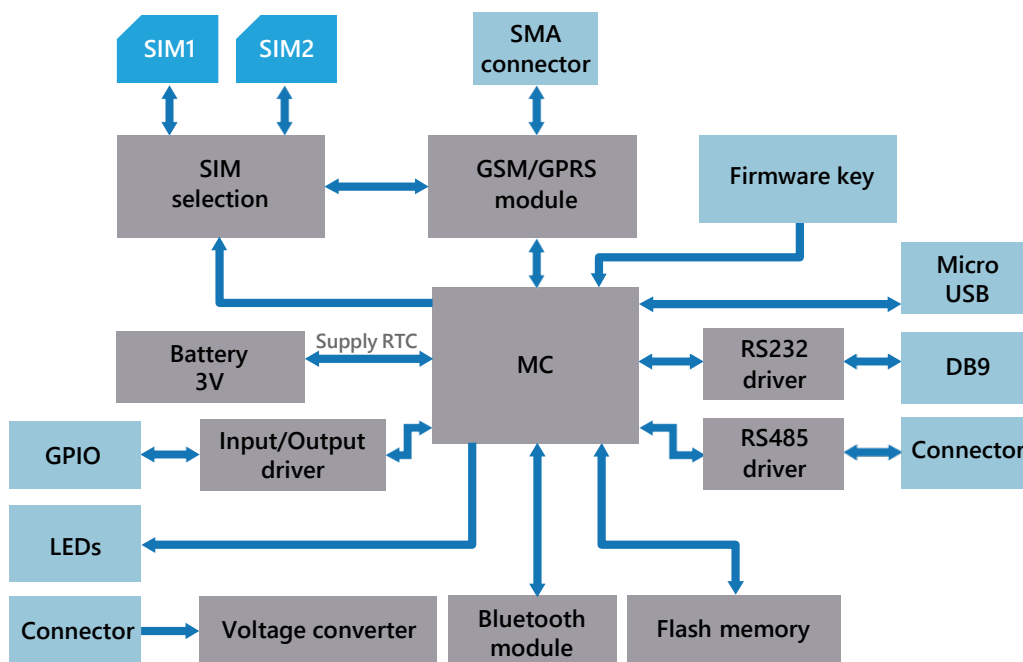 SIM1
SIM2
SMA
connector
SIM
selection
GSM/GPRS
module
Firmware key
Micro
USB
Supply RTC
Battery
3V
MC
RS232
driver
DB9
GPIO
Input/Output
driver
RS485
driver
Connector
LEDs
Connector
Voltage converter
Bluetooth
module
Flash memory